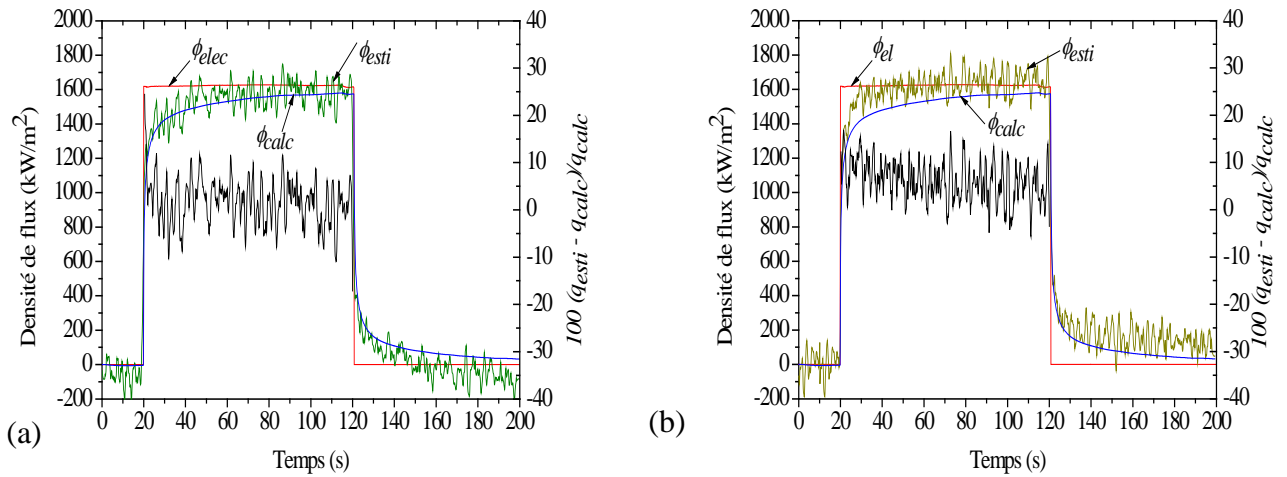 2000
1800
1600
1400
1200
1000
800
600
400
200
0
-200
Densité de flux (kW/m²)
ϕelec
ϕesti
ϕcalc
40
30
20
10
0
-10
-20
-30
-40
100 (qesti - qcalc)/qcalc
0 20 40 60 80 100 120 140 160 180 200
Temps (s)
(a)
2000
1800
1600
1400
1200
1000
800
600
400
200
0
-200
Densité de flux (kW/m²)
ϕel
ϕesti
ϕcalc
40
30
20
10
0
-10
-20
-30
-40
100 (qesti - qcalc)/qcalc
0 20 40 60 80 100 120 140 160 180 200
Temps (s)
(b)